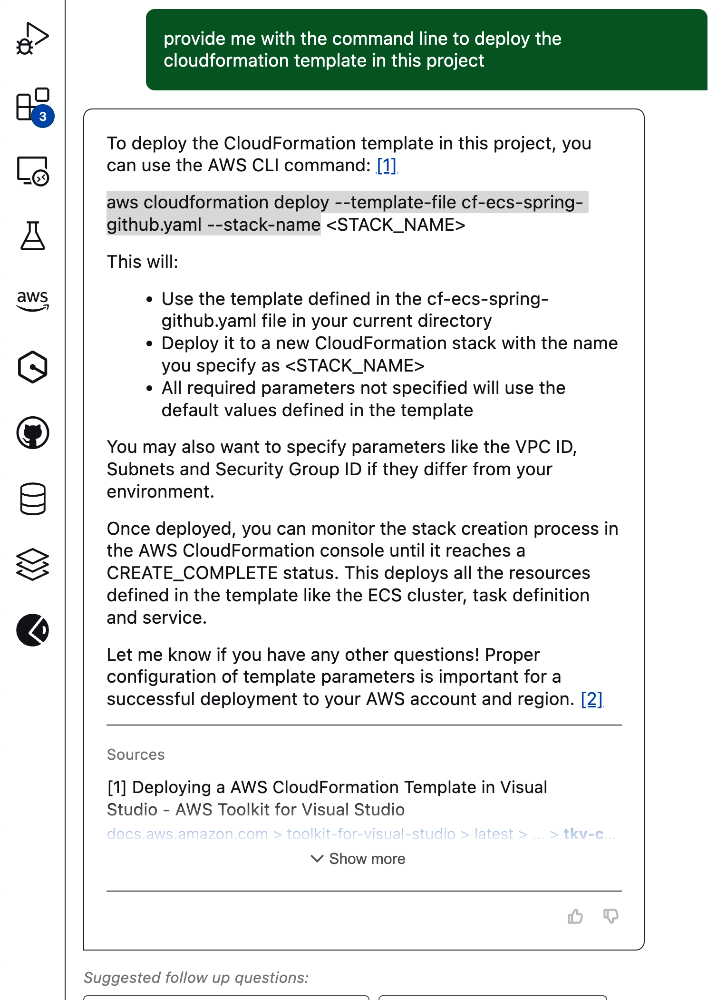 provide me with the command line to deploy the
cloudformation template in this project
3
To deploy the CloudFormation template in this project, you
can use the AWS CLI command: [1]
aws cloudformation deploy --template-file cf-ecs-spring-
github.yaml --stack-name <STACK_NAME>
This will:
• Use the template defined in the cf-ecs-spring-
github.yaml file in your current directory
• Deploy it to a new CloudFormation stack with the name
you specify as <STACK_NAME>
• All required parameters not specified will use the
default values defined in the template
aws
You may also want to specify parameters like the VPC ID,
Subnets and Security Group ID if they differ from your
environment.
Once deployed, you can monitor the stack creation process in
the AWS CloudFormation console until it reaches a
CREATE_COMPLETE status. This deploys all the resources
defined in the template like the ECS cluster, task definition
and service.
Let me know if you have any other questions! Proper
configuration of template parameters is important for a
successful deployment to your AWS account and region. [2]
Sources
[1] Deploying a AWS CloudFormation Template in Visual
Studio - AWS Toolkit for Visual Studio
docs.aws.amazon.com > toolkit-for-visual-studio > latest > ... > tkv-c...
Show more
Suggested follow up questions: